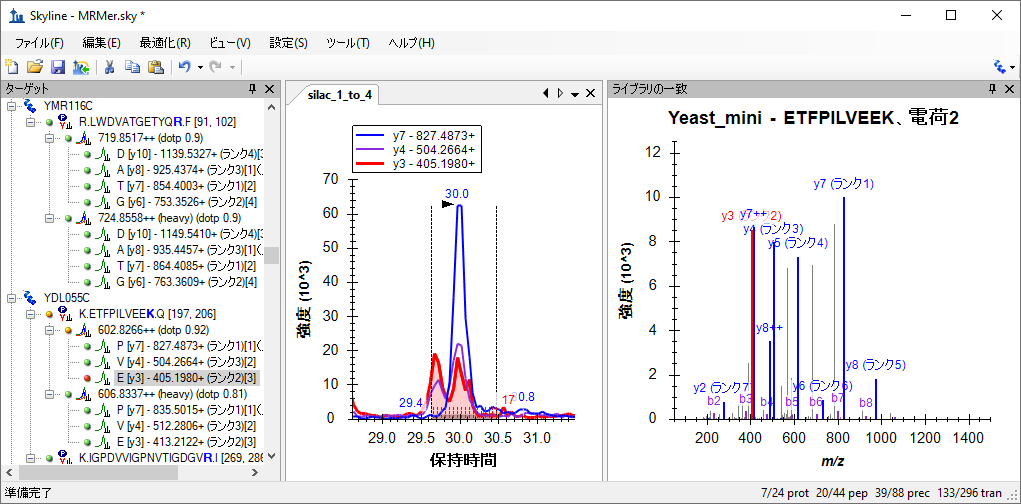 Skyline - MRMer.sky *
ファイル(F) 編集(E) 最適化(R) ビュー(V) 設定(S) ツール(T) ヘルプ(H)
ターゲット
YMR116C
R.LWDVATGETYQR.F [91, 102]
719.8517++ (dotp 0.9)
D [y10] - 1139.5327+ (ランク4)[3
A [y8] - 925.4374+ (ランク3)[1](
T [y7] - 854.4003+ (ランク1)[2]
G [y6] - 753.3526+ (ランク2)[4]
724.8558++ (heavy) (dotp 0.9)
D [y10] - 1149.5410+ (ランク4)[3
A [y8] - 935.4457+ (ランク3)[1](
T [y7] - 864.4085+ (ランク1)[2]
G [y6] - 763.3609+ (ランク2)[4]
YDL055C
K.ETFPILVEEK.Q [197, 206]
602.8266++ (dotp 0.92)
P [y7] - 827.4873+ (ランク1)[1](
V [y4] - 504.2664+ (ランク3)[2]
E [y3] - 405.1980+ (ランク2)[3]
606.8337++ (heavy) (dotp 0.81)
P [y7] - 835.5015+ (ランク1)[1](
V [y4] - 512.2806+ (ランク3)[2]
E [y3] - 413.2122+ (ランク2)[3]
K.IGPDVVIGPNVTIGDGVR.I [269, 286
silac_1_to_4
y7 - 827.4873+
y4 - 504.2664+
y3 - 405.1980+
強度 (10^3)
70
60
50
40
30
20
10
0
30.0
29.4
17
30.8
29.0 29.5 30.0 30.5 31.0
保持時間
ライブラリの一致
Yeast_mini - ETFPILVEEK、電荷2
強度 (10^3)
12
10
8
6
4
2
0
y7 (ランク1)
y3 (ランク2)
y7++
y4 (ランク3)
y5 (ランク4)
y8++
y8 (ランク5)
y2 (ランク7)
y6 (ランク6)
b2 b3 b4 b5 b6 b7 b8
200 400 600 800 1000 1200 1400
m/z
準備完了
7/24 prot 20/44 pep 39/88 prec 133/296 tran